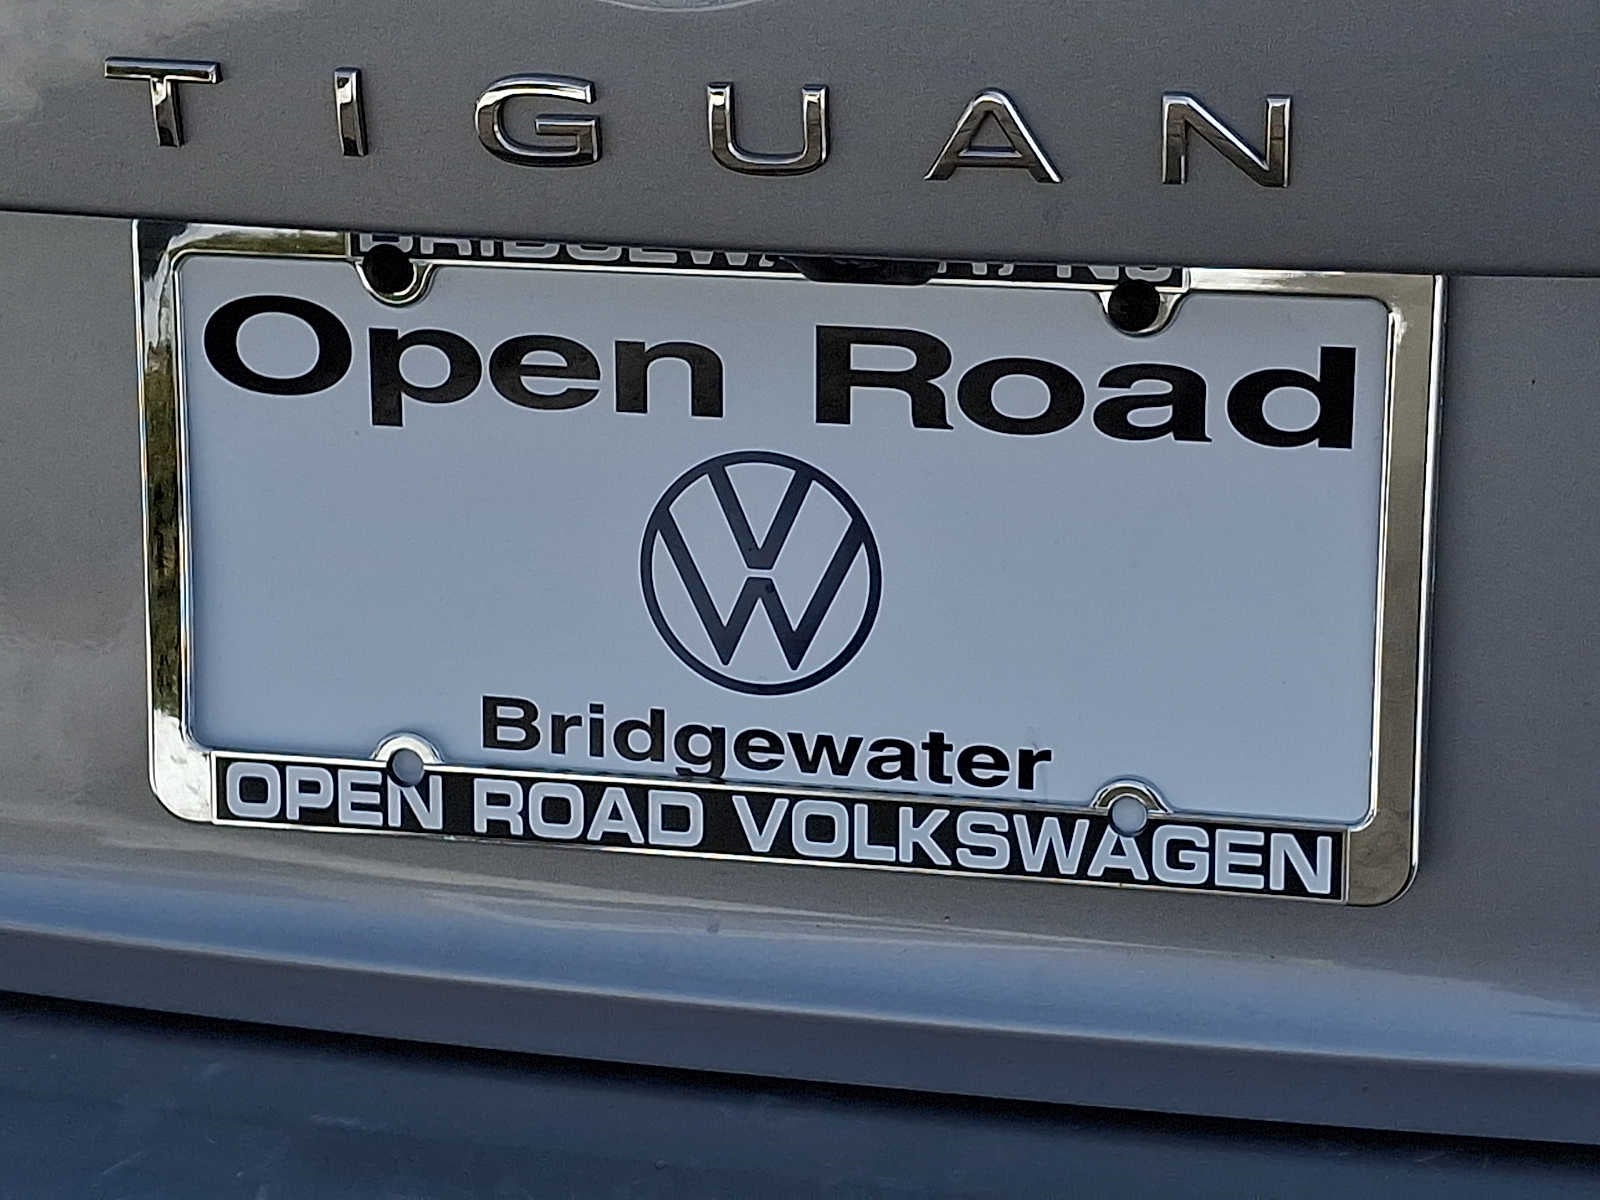 TIGUAN
Open Road
Bridgewater
OPEN ROAD VOLKSWAGEN